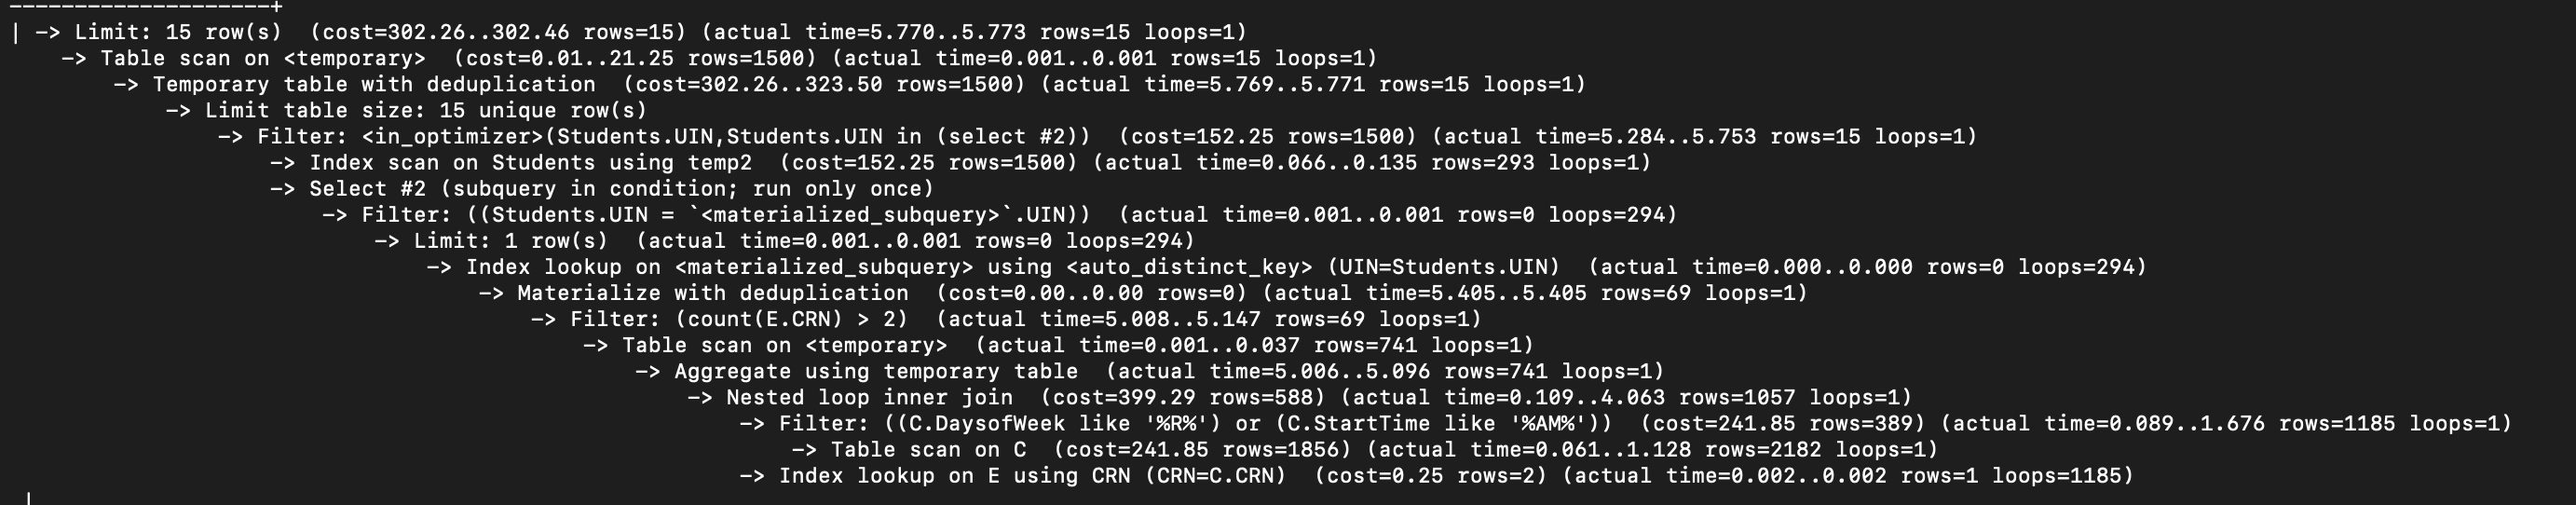 --------------------+
| -> Limit: 15 row(s)  (cost=302.26..302.46 rows=15) (actual time=5.770..5.773 rows=15 loops=1)
    -> Table scan on <temporary>  (cost=0.01..21.25 rows=1500) (actual time=0.001..0.001 rows=15 loops=1)
        -> Temporary table with deduplication  (cost=302.26..323.50 rows=1500) (actual time=5.769..5.771 rows=15 loops=1)
            -> Limit table size: 15 unique row(s)
                -> Filter: <in_optimizer>(Students.UIN,Students.UIN in (select #2))  (cost=152.25 rows=1500) (actual time=5.284..5.753 rows=15 loops=1)
                    -> Index scan on Students using temp2  (cost=152.25 rows=1500) (actual time=0.066..0.135 rows=293 loops=1)
                    -> Select #2 (subquery in condition; run only once)
                        -> Filter: ((Students.UIN = `<materialized_subquery>`.UIN))  (actual time=0.001..0.001 rows=0 loops=294)
                            -> Limit: 1 row(s)  (actual time=0.001..0.001 rows=0 loops=294)
                                -> Index lookup on <materialized_subquery> using <auto_distinct_key> (UIN=Students.UIN)  (actual time=0.000..0.000 rows=0 loops=294)
                                    -> Materialize with deduplication  (cost=0.00..0.00 rows=0) (actual time=5.405..5.405 rows=69 loops=1)
                                        -> Filter: (count(E.CRN) > 2)  (actual time=5.008..5.147 rows=69 loops=1)
                                            -> Table scan on <temporary>  (actual time=0.001..0.037 rows=741 loops=1)
                                                -> Aggregate using temporary table  (actual time=5.006..5.096 rows=741 loops=1)
                                                    -> Nested loop inner join  (cost=399.29 rows=588) (actual time=0.109..4.063 rows=1057 loops=1)
                                                        -> Filter: ((C.DaysofWeek like '%R%') or (C.StartTime like '%AM%'))  (cost=241.85 rows=389) (actual time=0.089..1.676 rows=1185 loops=1)
                                                            -> Table scan on C  (cost=241.85 rows=1856) (actual time=0.061..1.128 rows=2182 loops=1)
                                                        -> Index lookup on E using CRN (CRN=C.CRN)  (cost=0.25 rows=2) (actual time=0.002..0.002 rows=1 loops=1185)
 |